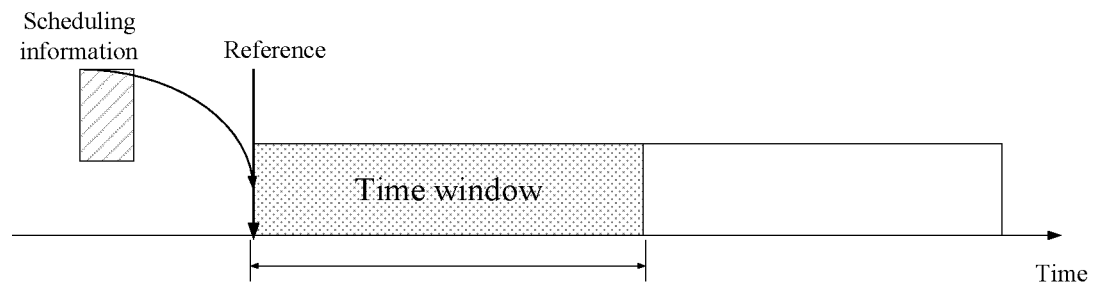 Scheduling
information
Reference
Time window
Time